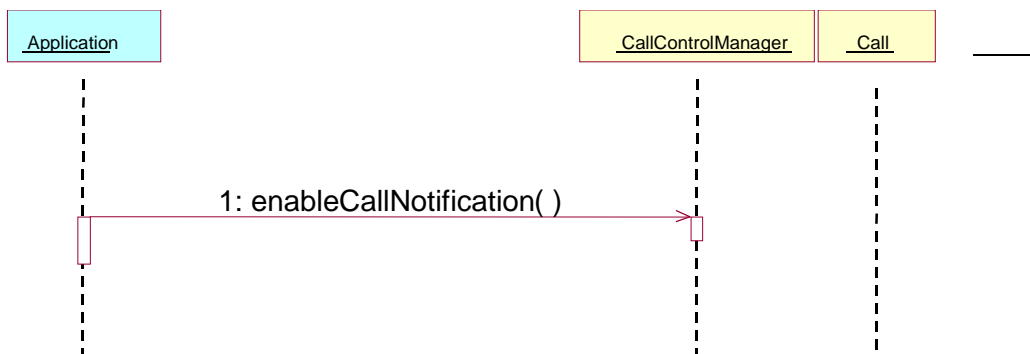 Application
CallControlManager
Call
1: enableCallNotification( )